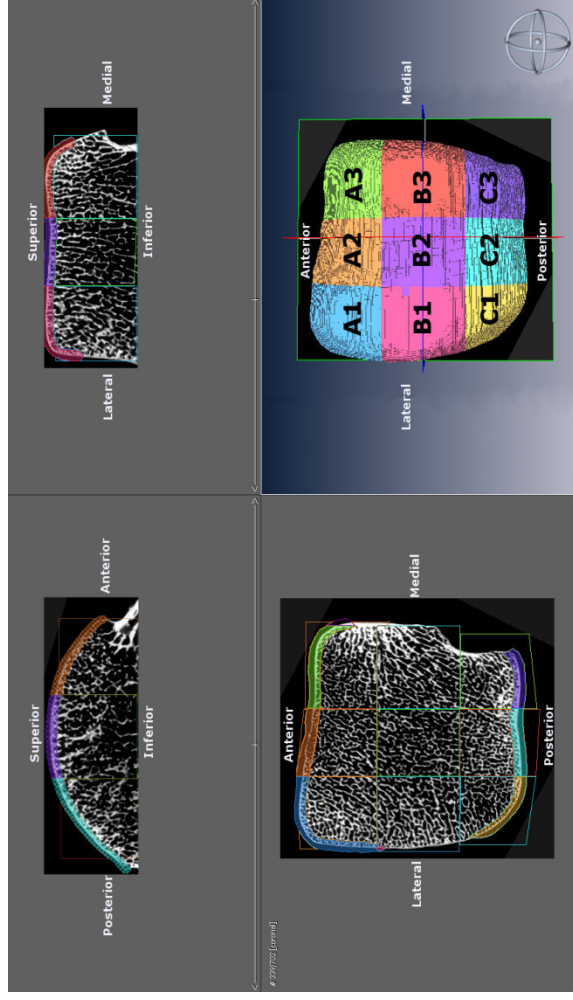 Superior
Posterior
Anterior
Inferior
Superior
Lateral
Medial
Inferior
Anterior
Lateral
Medial
Posterior
Anterior
A1 A2 A3
Lateral
B1 B2 B3
Medial
C1 C2 C3
Posterior